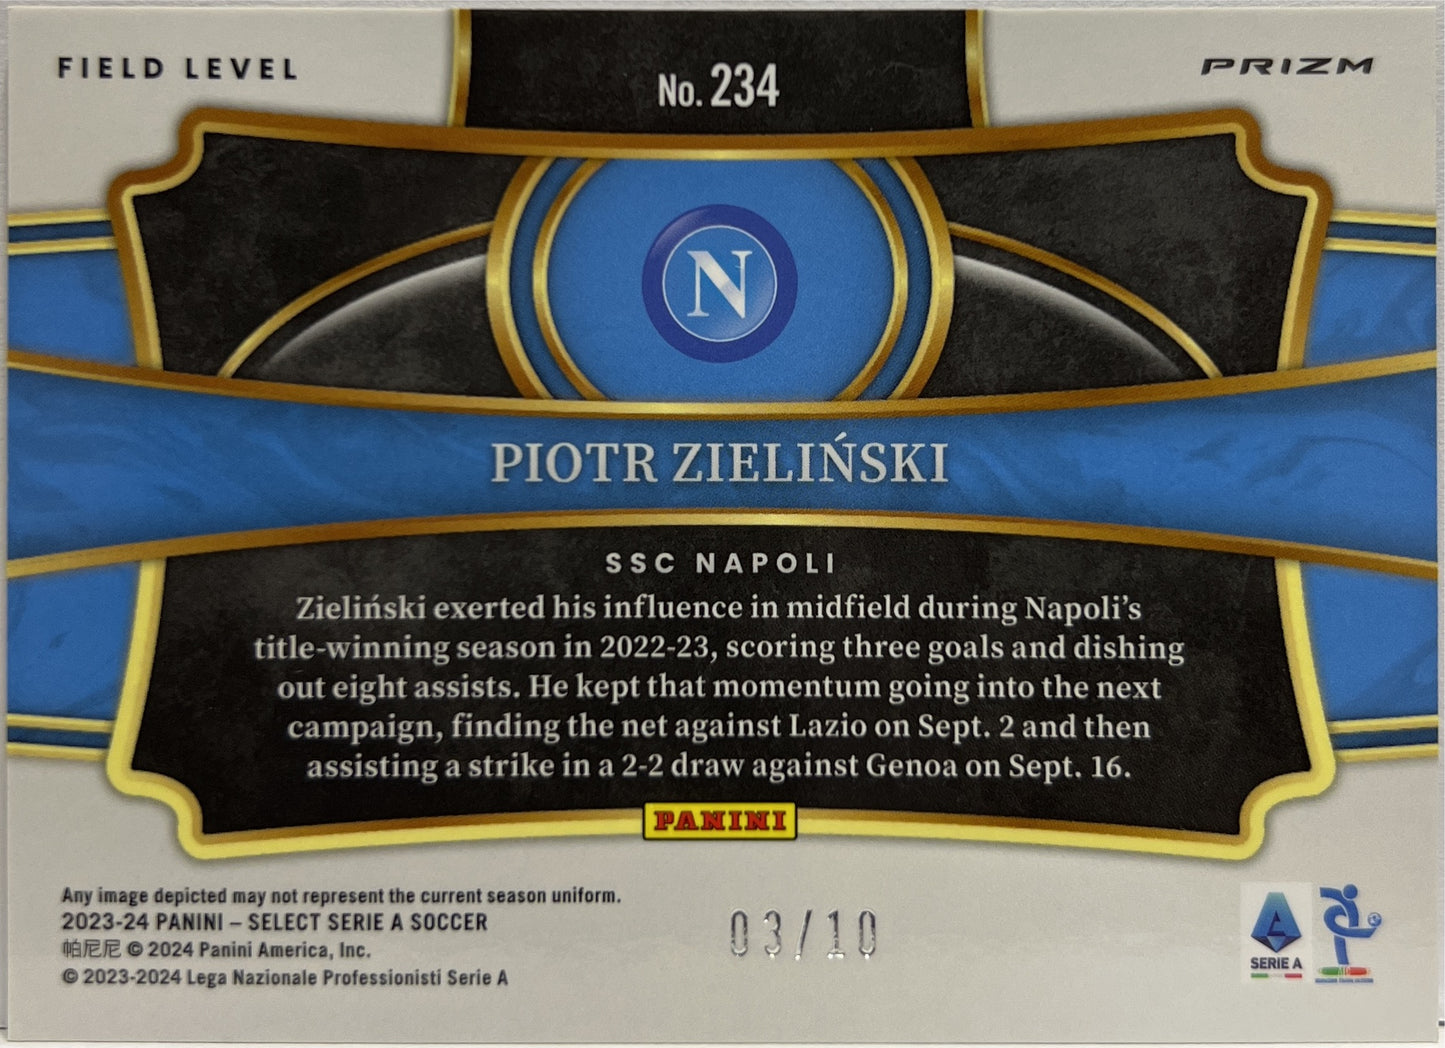 FIELD LEVEL
No. 234
PRIZM
N
PIOTR ZIELIŃSKI
SSC NAPOLI
Zieliński exerted his influence in midfield during Napoli's
title-winning season in 2022-23, scoring three goals and dishing
out eight assists. He kept that momentum going into the next
campaign, finding the net against Lazio on Sept. 2 and then
assisting a strike in a 2-2 draw against Genoa on Sept. 16.
PANINI
Any image depicted may not represent the current season uniform.
2023-24 PANINI – SELECT SERIE A SOCCER
帕尼尼 © 2024 Panini America, Inc.
© 2023-2024 Lega Nazionale Professionisti Serie A
03/10
SERIE A